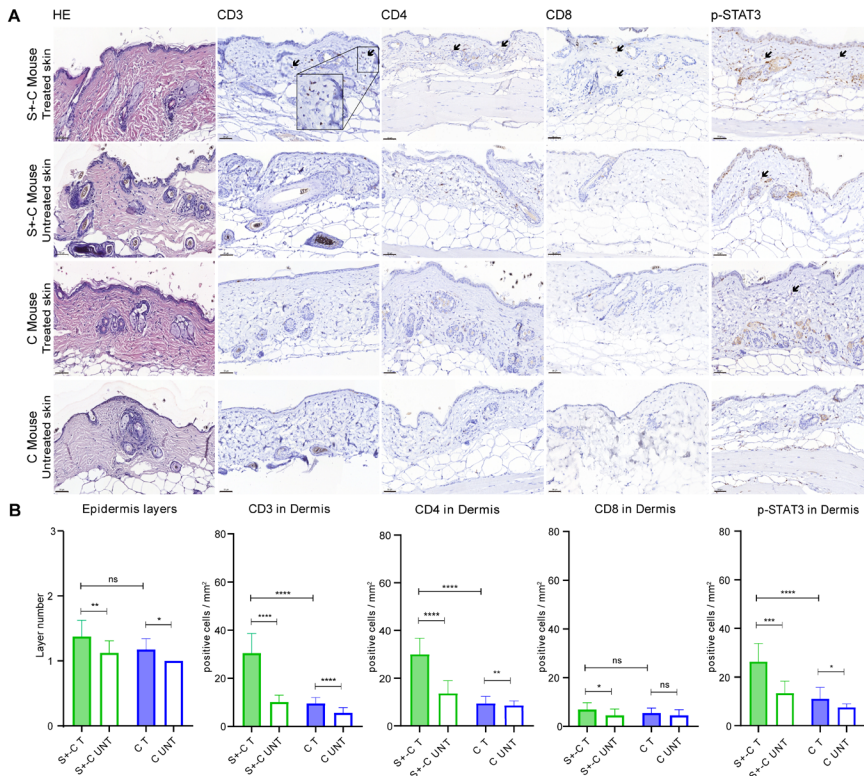 A
HE
CD3
CD4
CD8
p-STAT3
S+-C Mouse
Treated skin
S+-C Mouse
Untreated skin
C Mouse
Treated skin
C Mouse
Untreated skin
B
Epidermis layers
Layer number
3
2
1
0
ns
**
*
S+-C T
S+-C UNT
C T
C UNT
CD3 in Dermis
positive cells / mm²
80
60
40
20
0
****
****
****
S+-C T
S+-C UNT
C T
C UNT
CD4 in Dermis
positive cells / mm²
80
60
40
20
0
****
****
**
S+-C T
S+-C UNT
C T
C UNT
CD8 in Dermis
positive cells / mm²
80
60
40
20
0
ns
*
ns
S+-C T
S+-C UNT
C T
C UNT
p-STAT3 in Dermis
positive cells / mm²
80
60
40
20
0
****
***
*
S+-C T
S+-C UNT
C T
C UNT